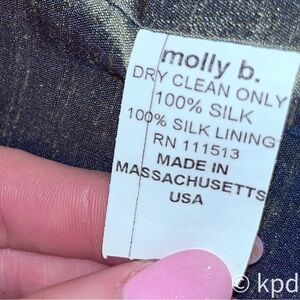 molly b.
DRY CLEAN ONLY
100% SILK
100% SILK LINING
RN 111513
MADE IN
MASSACHUSETTS
USA
© kpd